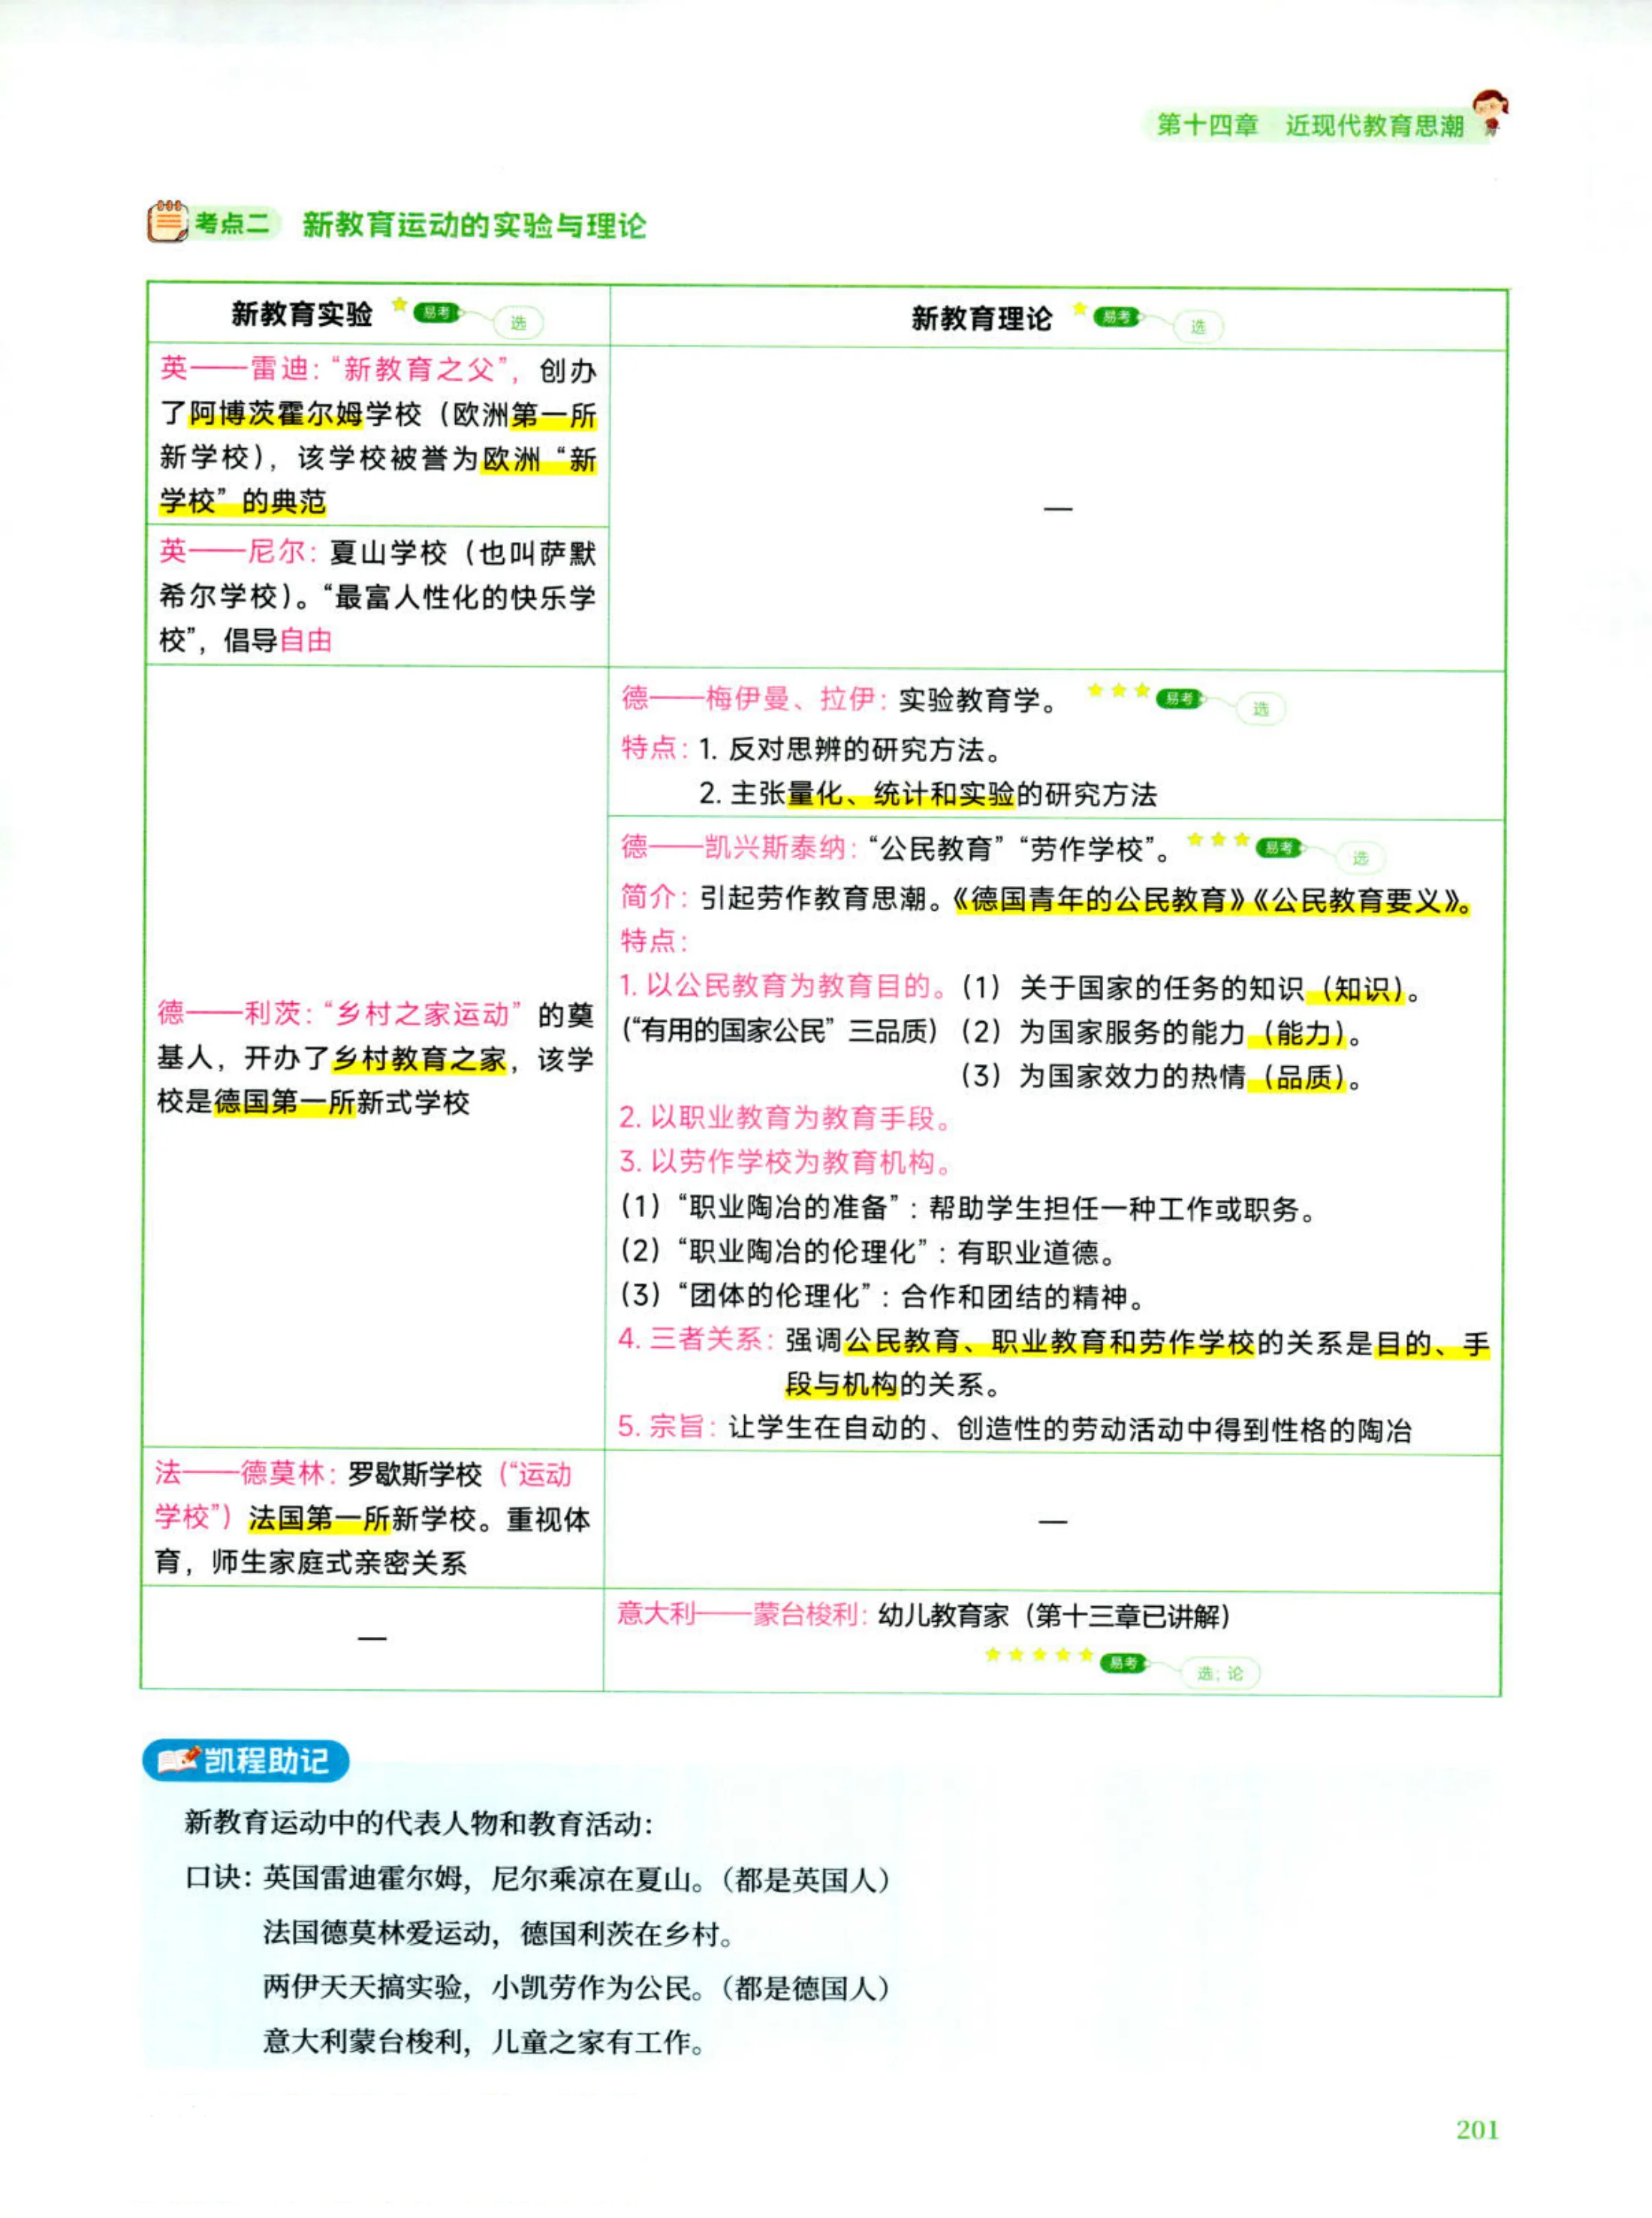 第十四章 近现代教育思潮
考点二 新教育运动的实验与理论
新教育实验 易考 选
新教育理论 易考 选
英——雷迪：“新教育之父”，创办
了阿博茨霍尔姆学校（欧洲第一所
新学校），该学校被誉为欧洲“新
学校”的典范
—
英——尼尔：夏山学校（也叫萨默
希尔学校）。“最富人性化的快乐学
校”，倡导自由
德——利茨：“乡村之家运动”的奠
基人，开办了乡村教育之家，该学
校是德国第一所新式学校
德——梅伊曼、拉伊：实验教育学。 易考 选
特点：1. 反对思辨的研究方法。
2. 主张量化、统计和实验的研究方法
德——凯兴斯泰纳：“公民教育”“劳作学校”。 易考 选
简介：引起劳作教育思潮。《德国青年的公民教育》《公民教育要义》。
特点：
1. 以公民教育为教育目的。（1）关于国家的任务的知识（知识）。
（“有用的国家公民”三品质）（2）为国家服务的能力（能力）。
（3）为国家效力的热情（品质）。
2. 以职业教育为教育手段。
3. 以劳作学校为教育机构。
（1）“职业陶冶的准备”：帮助学生担任一种工作或职务。
（2）“职业陶冶的伦理化”：有职业道德。
（3）“团体的伦理化”：合作和团结的精神。
4. 三者关系：强调公民教育、职业教育和劳作学校的关系是目的、手
段与机构的关系。
5. 宗旨：让学生在自动的、创造性的劳动活动中得到性格的陶冶
法——德莫林：罗歇斯学校（“运动
学校”）法国第一所新学校。重视体
育，师生家庭式亲密关系
—
—
意大利——蒙台梭利：幼儿教育家（第十三章已讲解）
易考 选；论
凯程助记
新教育运动中的代表人物和教育活动：
口诀：英国雷迪霍尔姆，尼尔乘凉在夏山。（都是英国人）
法国德莫林爱运动，德国利茨在乡村。
两伊天天搞实验，小凯劳作为公民。（都是德国人）
意大利蒙台梭利，儿童之家有工作。
201